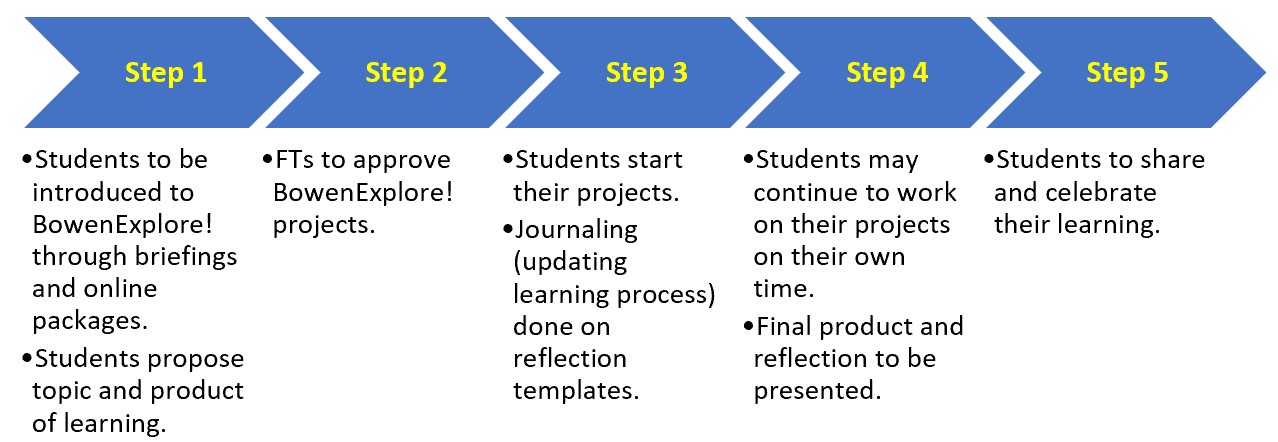 Step 1
•Students to be
introduced to
BowenExplore!
through briefings
and online
packages.
•Students propose
topic and product
of learning.
Step 2
•FTs to approve
BowenExplore!
projects.
Step 3
•Students start
their projects.
•Journaling
(updating
learning process)
done on
reflection
templates.
Step 4
•Students may
continue to work
on their projects
on their own
time.
•Final product and
reflection to be
presented.
Step 5
•Students to share
and celebrate
their learning.